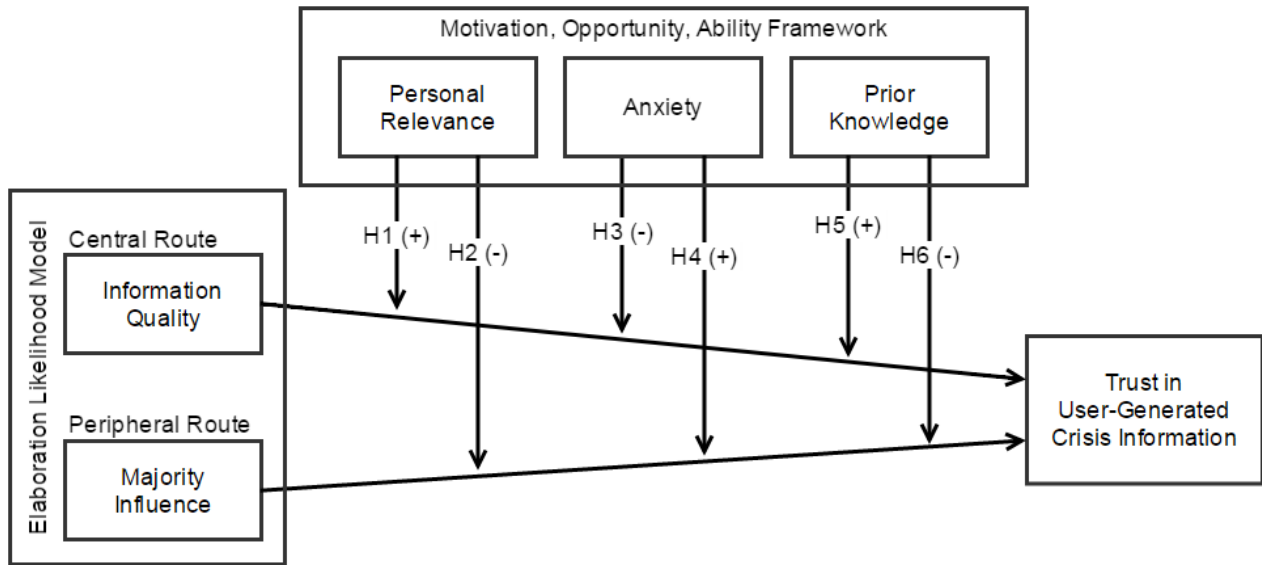 Motivation, Opportunity, Ability Framework
Personal
Relevance
Anxiety
Prior
Knowledge
H1 (+)
H2 (-)
H3 (-)
H4 (+)
H5 (+)
H6 (-)
Elaboration Likelihood Model
Central Route
Information
Quality
Peripheral Route
Majority
Influence
Trust in
User-Generated
Crisis Information